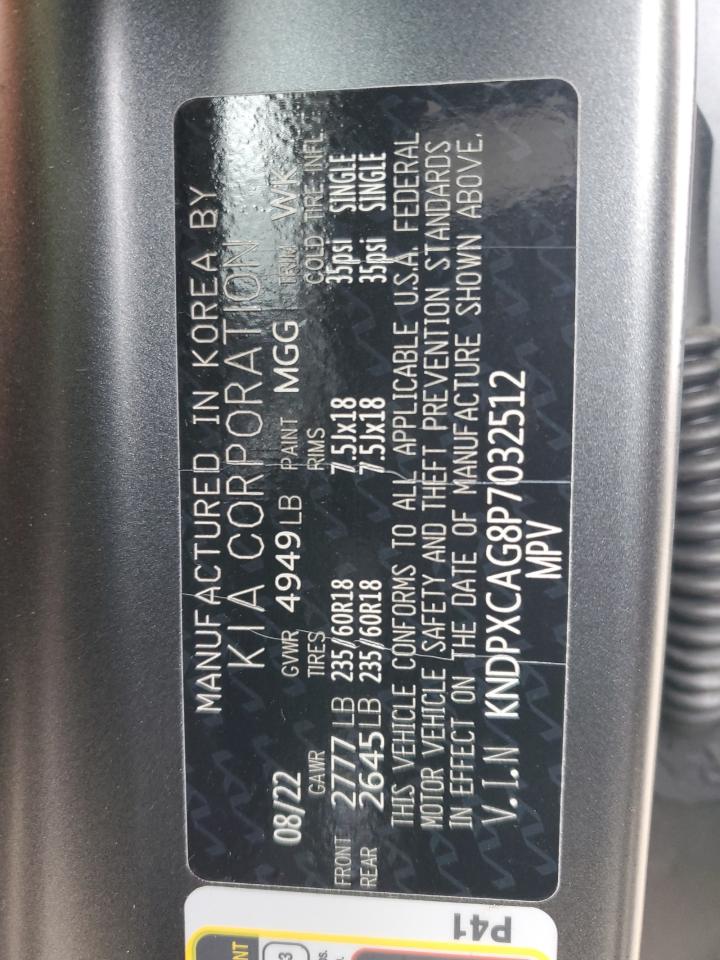 MANUFACTURED IN KOREA BY
KIA CORPORATION
08/22 GVWR 4949LB PAINT MGG TRIM WK
GAWR TIRES RIMS COLD TIRE INFL.
FRONT 2777LB 235/60R18 7.5Jx18 35psi SINGLE
REAR 2645LB 235/60R18 7.5Jx18 35psi SINGLE
THIS VEHICLE CONFORMS TO ALL APPLICABLE U.S.A. FEDERAL
MOTOR VEHICLE SAFETY AND THEFT PREVENTION STANDARDS
IN EFFECT ON THE DATE OF MANUFACTURE SHOWN ABOVE.
V.I.N KNDPXCAG8P7032512
MPV
P41
3